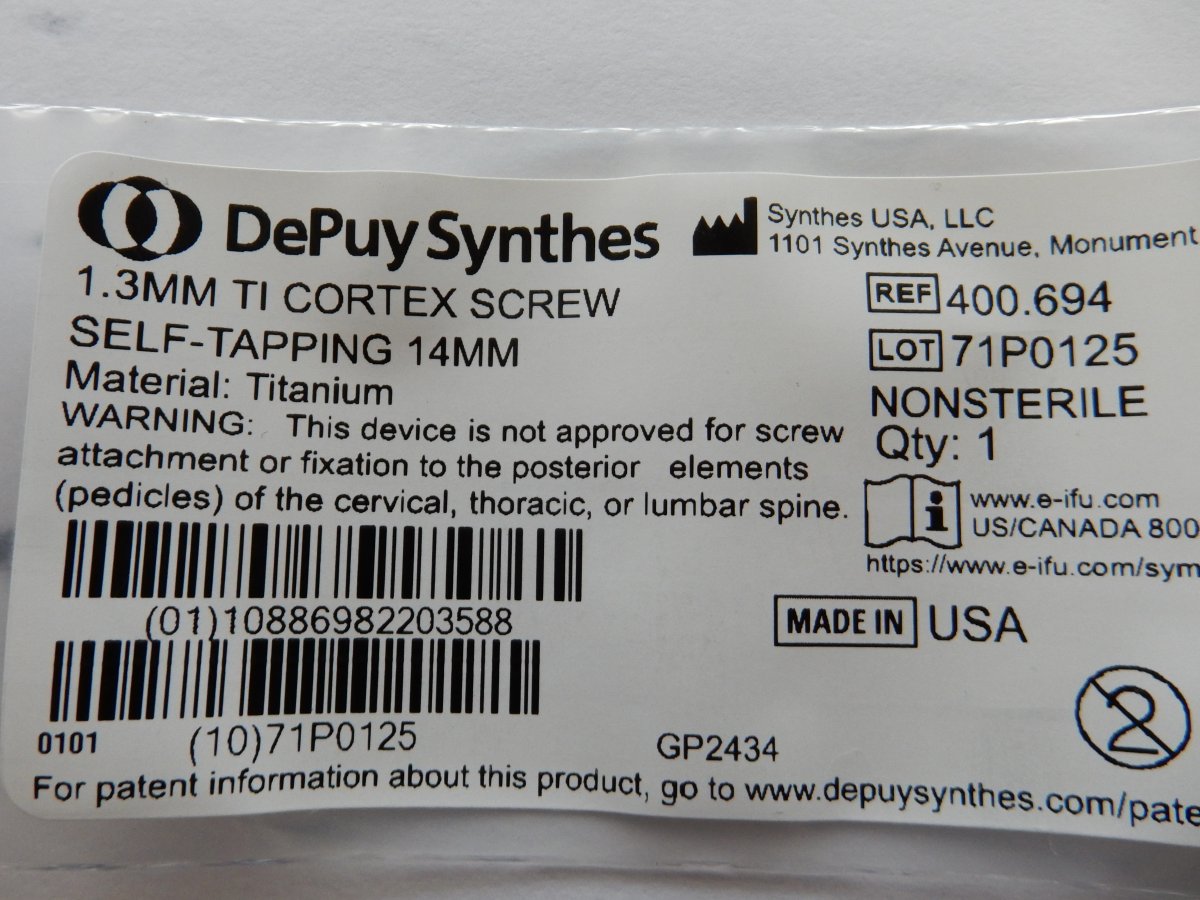 DePuy Synthes
Synthes USA, LLC
1101 Synthes Avenue, Monument
1.3MM TI CORTEX SCREW
SELF-TAPPING 14MM
Material: Titanium
WARNING: This device is not approved for screw
attachment or fixation to the posterior elements
(pedicles) of the cervical, thoracic, or lumbar spine.
REF 400.694
LOT 71P0125
NONSTERILE
Qty: 1
i www.e-ifu.com
US/CANADA 800
https://www.e-ifu.com/sym
(01)10886982203588
MADE IN USA
2
0101 (10)71P0125
GP2434
For patent information about this product, go to www.depuysynthes.com/pate